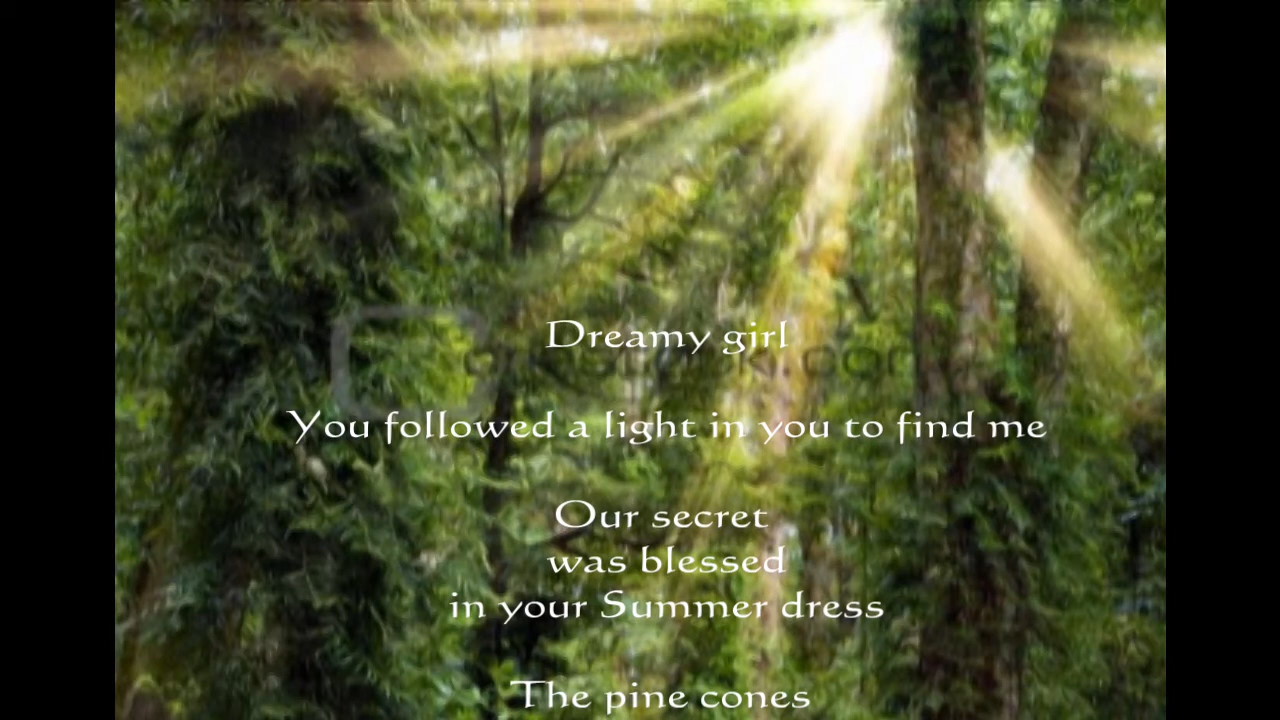 Dreamy girl
You followed a light in you to find me
Our secret
was blessed
in your Summer dress
The pine cones